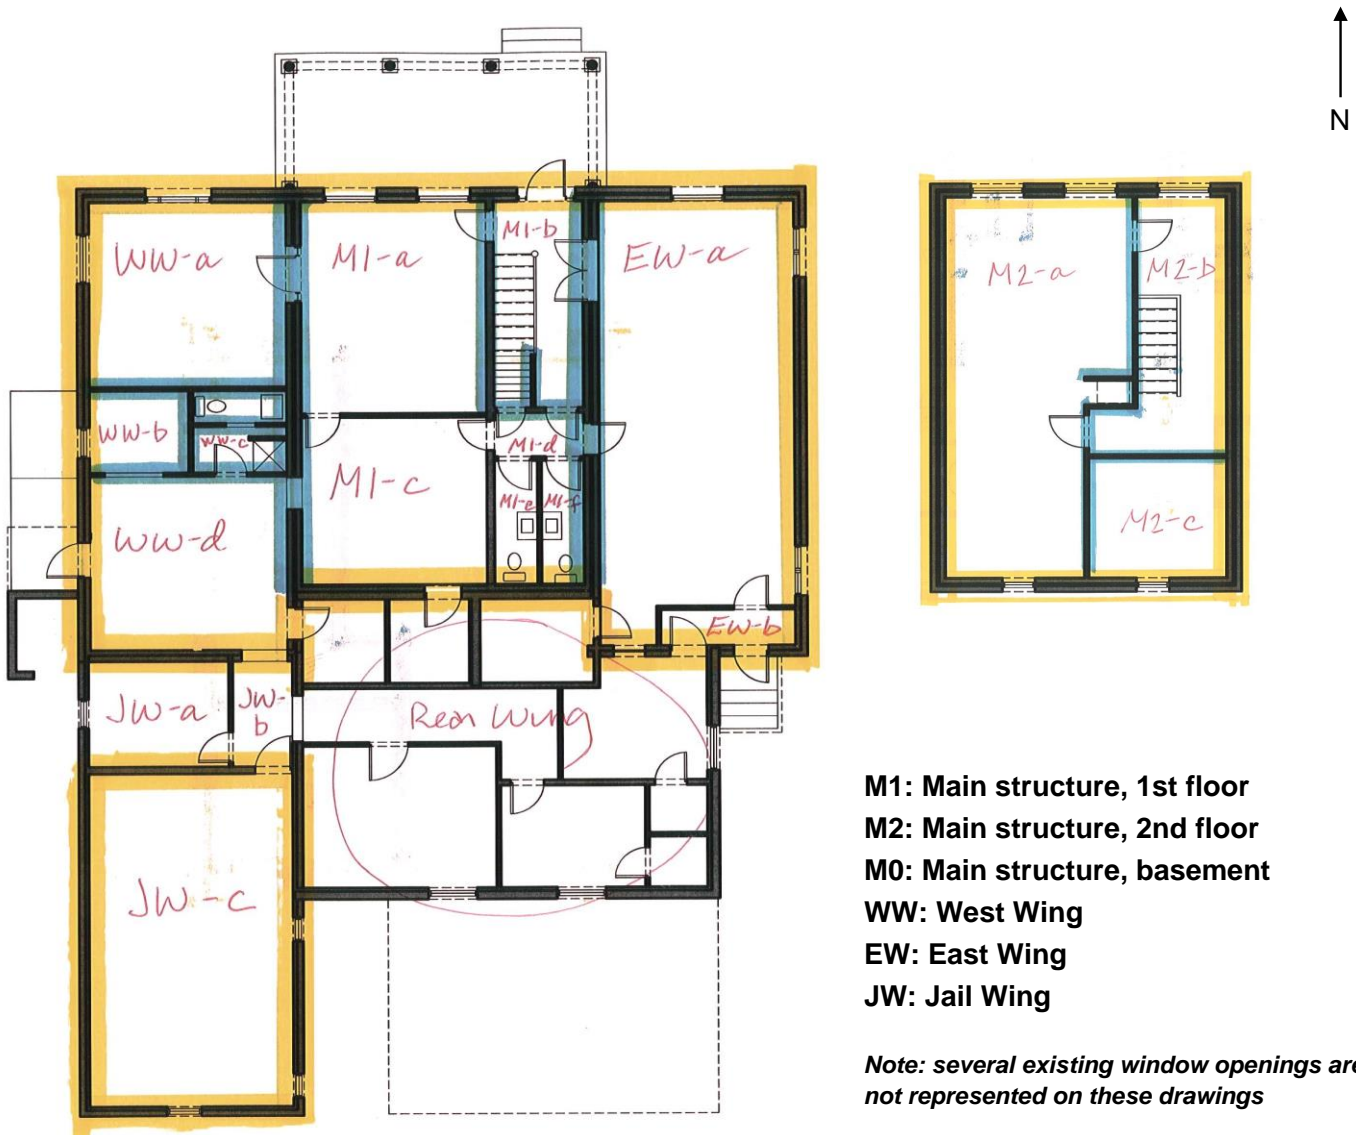 N
WW-a
M1-a
M1-b
EW-a
M2-a
M2-b
WW-b
WW-c
M1-d
M1-c
M1-e
M1-f
WW-d
M2-c
EW-b
JW-a
JW-
b
Rear Wing
JW-c
M1: Main structure, 1st floor
M2: Main structure, 2nd floor
M0: Main structure, basement
WW: West Wing
EW: East Wing
JW: Jail Wing
Note: several existing window openings are
not represented on these drawings